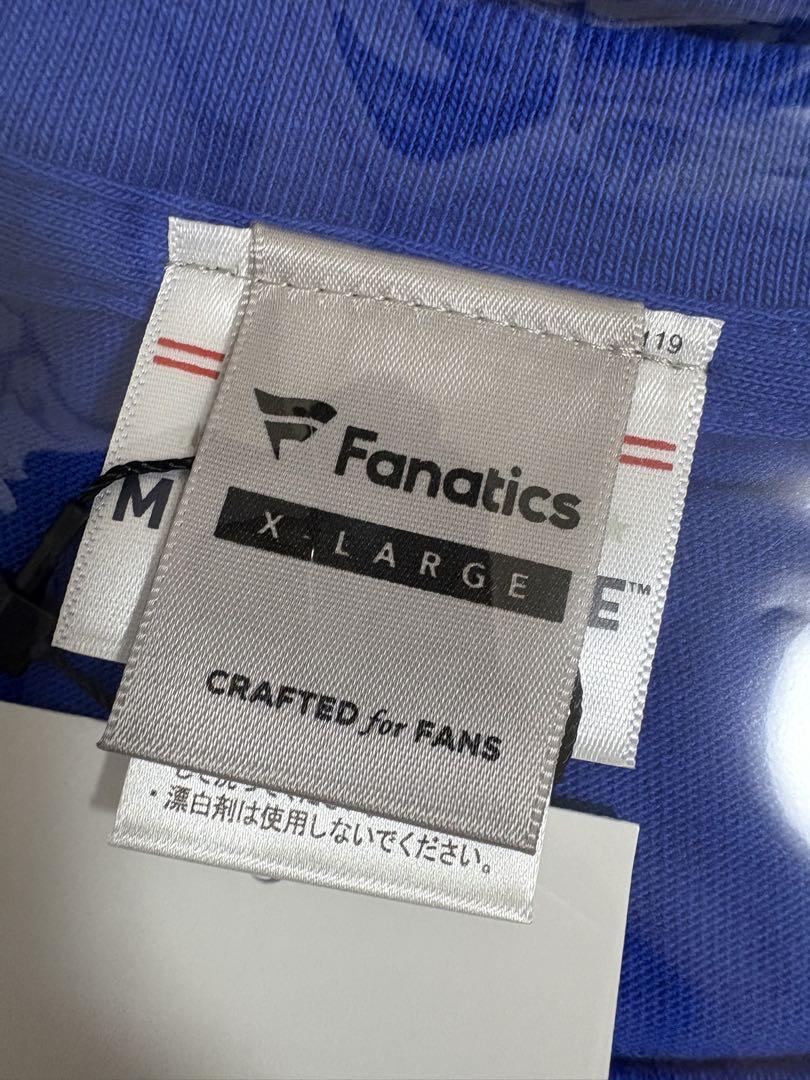 119
Fanatics
X-LARGE
M
E™
CRAFTED for FANS
・漂白剤は使用しないでください。